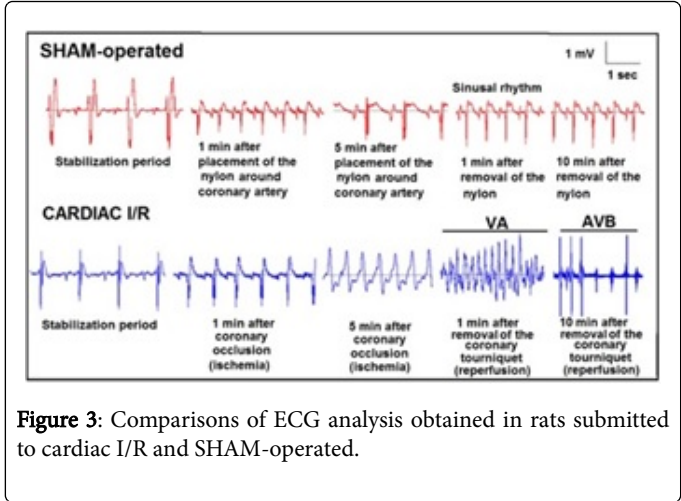 SHAM-operated
1 mV
1 sec
Sinusal rhythm
Stabilization period
1 min after
placement of the
nylon around
coronary artery
5 min after
placement of the
nylon around
coronary artery
1 min after
removal of the
nylon
10 min after
removal of the
nylon
CARDIAC I/R
VA
AVB
Stabilization period
1 min after
coronary
occlusion
(ischemia)
5 min after
coronary
occlusion
(ischemia)
1 min after
removal of the
coronary
tourniquet
(reperfusion)
10 min after
removal of the
coronary
tourniquet
(reperfusion)
Figure 3: Comparisons of ECG analysis obtained in rats submitted
to cardiac I/R and SHAM-operated.